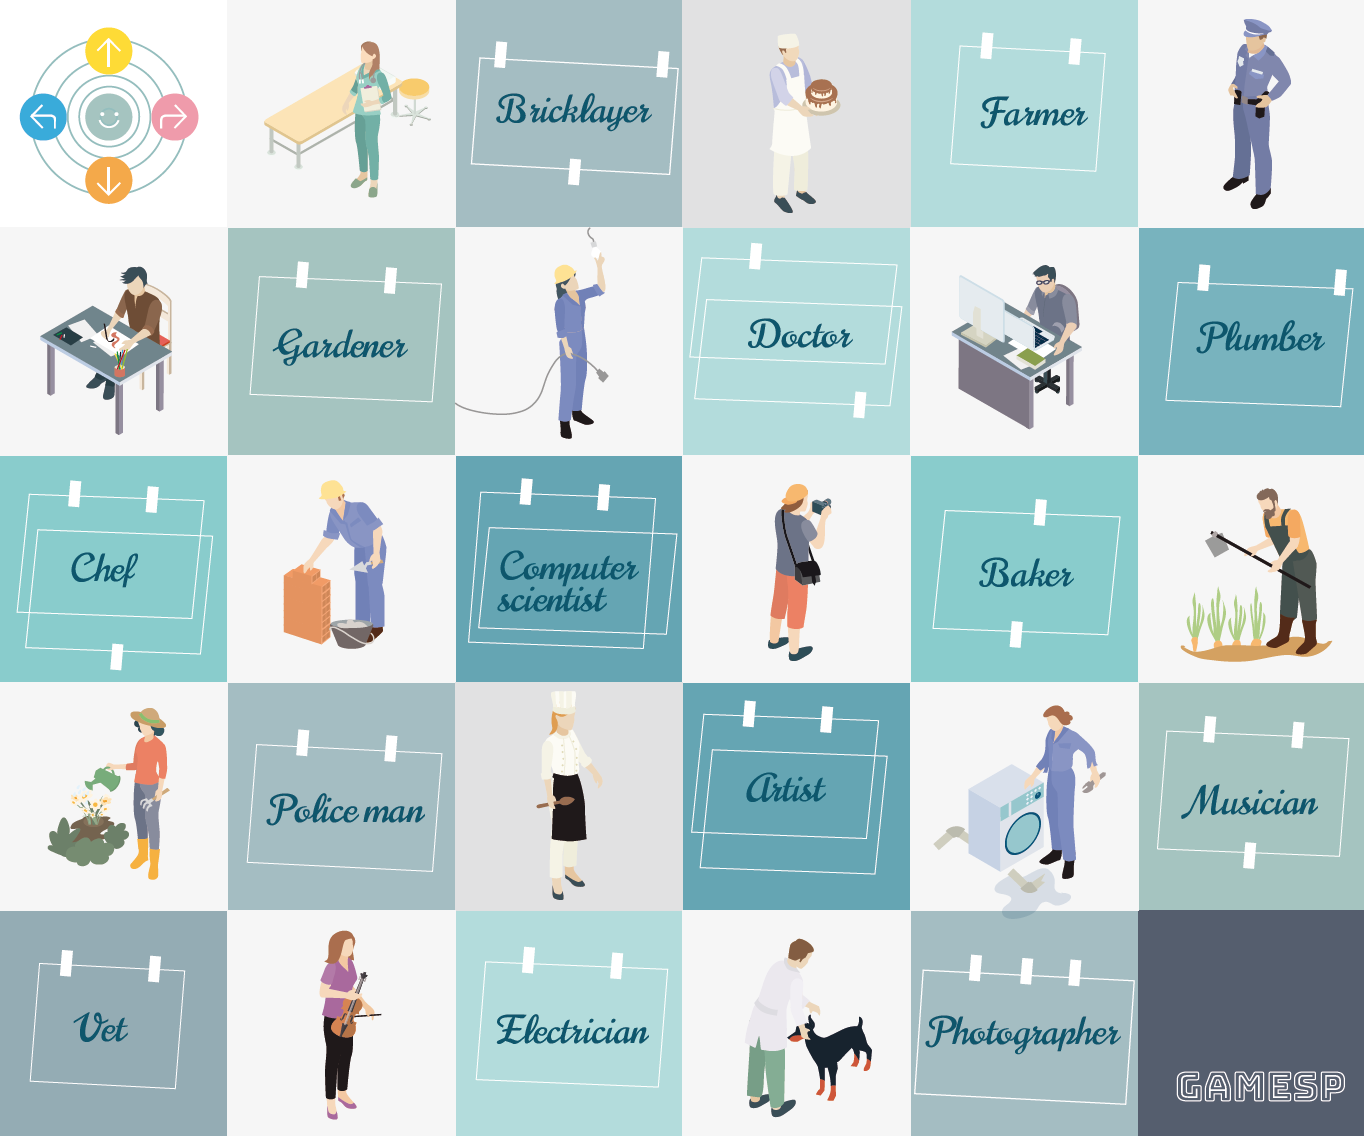 Bricklayer
Farmer
Gardener
Doctor
Plumber
Chef
Computer
scientist
Baker
Police man
Artist
Musician
Vet
Electrician
Photographer
GAMESP